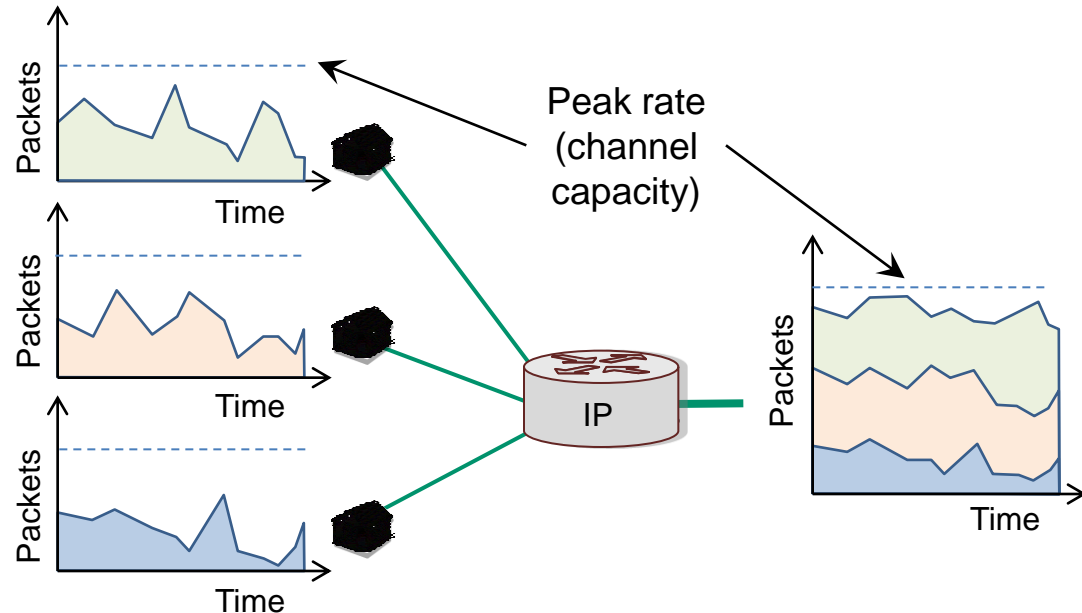 Packets
Time
Peak rate
(channel
capacity)
Packets
Time
IP
Packets
Time
Packets
Time